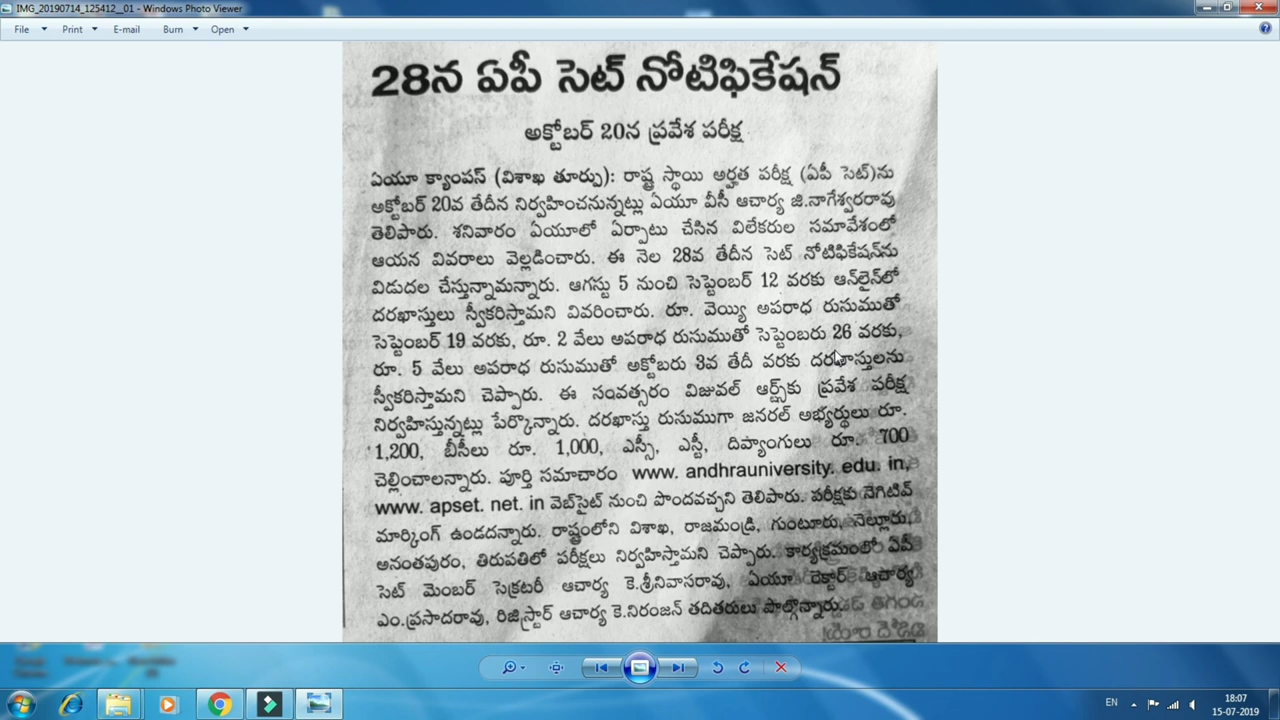 IMG_20190714_125412__01 - Windows Photo Viewer
File Print E-mail Burn Open
28న ఏపీ సెట్ నోటిఫికేషన్
అక్టోబర్ 20న ప్రవేశ పరీక్ష
ఏయూ క్యాంపస్ (విశాఖ తూర్పు): రాష్ట్ర స్థాయి అర్హత పరీక్ష (ఏపీ సెట్)ను
అక్టోబర్ 20వ తేదీన నిర్వహించనున్నట్లు ఏయూ వీసీ ఆచార్య జి.నాగేశ్వరరావు
తెలిపారు. శనివారం ఏయూలో ఏర్పాటు చేసిన విలేకరుల సమావేశంలో
ఆయన వివరాలు వెల్లడించారు. ఈ నెల 28వ తేదీన సెట్ నోటిఫికేషన్‌ను
విడుదల చేస్తున్నామన్నారు. ఆగస్టు 5 నుంచి సెప్టెంబర్ 12 వరకు ఆన్‌లైన్‌లో
దరఖాస్తులు స్వీకరిస్తామని వివరించారు. రూ. వెయ్యి అపరాధ రుసుముతో
సెప్టెంబర్ 19 వరకు, రూ. 2 వేలు అపరాధ రుసుముతో సెప్టెంబరు 26 వరకు,
రూ. 5 వేలు అపరాధ రుసుముతో అక్టోబరు 3వ తేదీ వరకు దరఖాస్తులను
స్వీకరిస్తామని చెప్పారు. ఈ సంవత్సరం విజువల్ ఆర్ట్స్‌కు ప్రవేశ పరీక్ష
నిర్వహిస్తున్నట్లు పేర్కొన్నారు. దరఖాస్తు రుసుముగా జనరల్ అభ్యర్థులు రూ.
1,200, బీసీలు రూ. 1,000, ఎస్సీ, ఎస్టీ, దివ్యాంగులు రూ. 700
చెల్లించాలన్నారు. పూర్తి సమాచారం www. andhrauniversity. edu. in,
www. apset. net. in వెబ్‌సైట్ నుంచి పొందవచ్చని తెలిపారు. పరీక్షకు నెగిటివ్
మార్కింగ్ ఉండదన్నారు. రాష్ట్రంలోని విశాఖ, రాజమండ్రి, గుంటూరు, నెల్లూరు,
అనంతపురం, తిరుపతిలో పరీక్షలు నిర్వహిస్తామని చెప్పారు. కార్యక్రమంలో ఏపీ
సెట్ మెంబర్ సెక్రటరీ ఆచార్య కె.శ్రీనివాసరావు, ఏయూ రెక్టార్ ఆచార్య
ఎం.ప్రసాదరావు, రిజిస్ట్రార్ ఆచార్య కె.నిరంజన్ తదితరులు పాల్గొన్నారు.
EN
18:07
15-07-2019